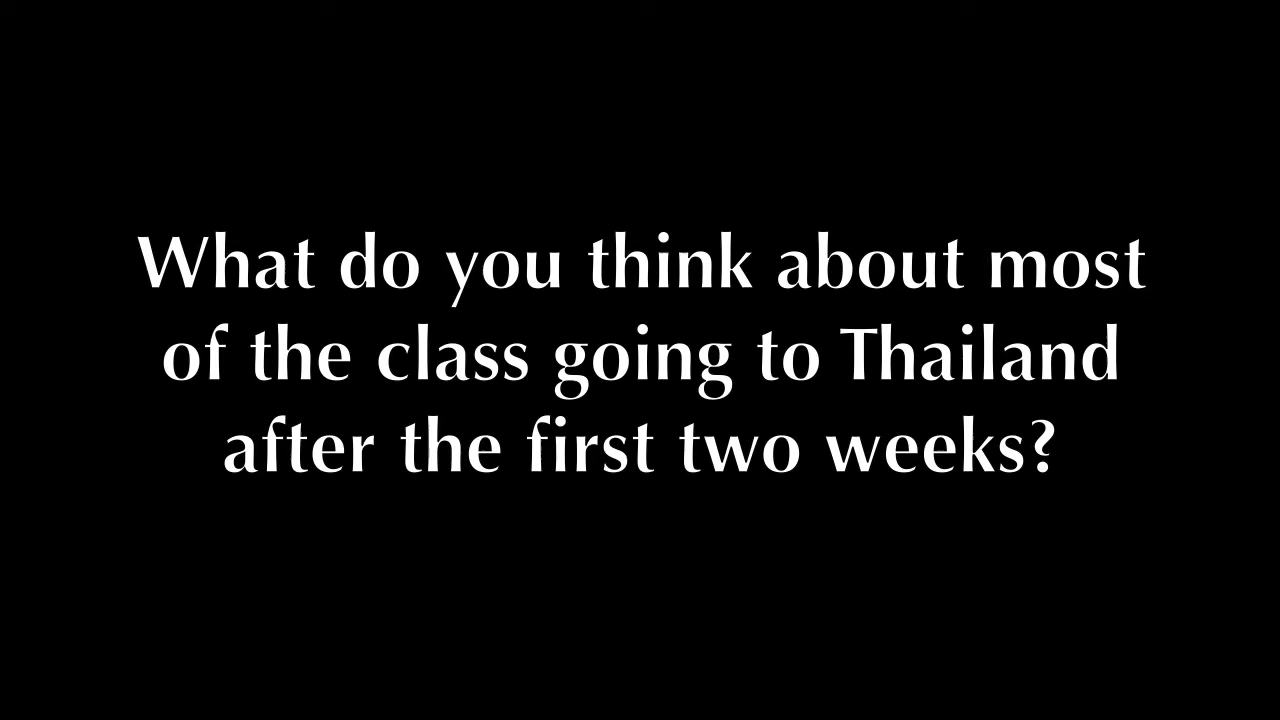 What do you think about most
of the class going to Thailand
after the first two weeks?